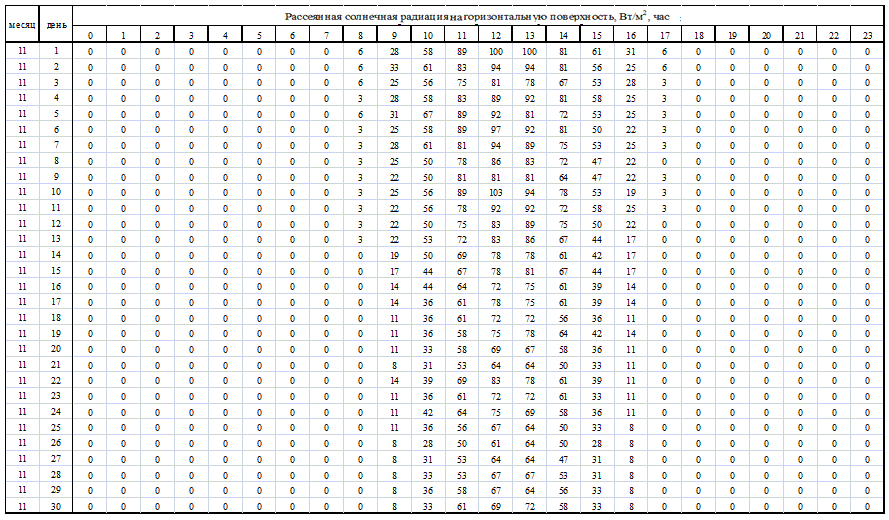 месяц день Рассеянная солнечная радиация на горизонтальную поверхность, Вт/м², час :
0 1 2 3 4 5 6 7 8 9 10 11 12 13 14 15 16 17 18 19 20 21 22 23
11 1 0 0 0 0 0 0 0 0 6 28 58 89 100 100 81 61 31 6 0 0 0 0 0 0
11 2 0 0 0 0 0 0 0 0 6 33 61 83 94 94 81 56 25 6 0 0 0 0 0 0
11 3 0 0 0 0 0 0 0 0 6 25 56 75 81 78 67 53 28 3 0 0 0 0 0 0
11 4 0 0 0 0 0 0 0 0 3 28 58 83 89 92 81 58 25 3 0 0 0 0 0 0
11 5 0 0 0 0 0 0 0 0 6 31 67 89 92 81 72 53 25 3 0 0 0 0 0 0
11 6 0 0 0 0 0 0 0 0 3 25 58 89 97 92 81 50 22 3 0 0 0 0 0 0
11 7 0 0 0 0 0 0 0 0 3 28 61 81 94 89 75 53 25 3 0 0 0 0 0 0
11 8 0 0 0 0 0 0 0 0 3 25 50 78 86 83 72 47 22 0 0 0 0 0 0 0
11 9 0 0 0 0 0 0 0 0 3 22 50 81 81 81 64 47 22 3 0 0 0 0 0 0
11 10 0 0 0 0 0 0 0 0 3 25 56 89 103 94 78 53 19 3 0 0 0 0 0 0
11 11 0 0 0 0 0 0 0 0 3 22 56 78 92 92 72 58 25 3 0 0 0 0 0 0
11 12 0 0 0 0 0 0 0 0 3 22 50 75 83 89 75 50 22 0 0 0 0 0 0 0
11 13 0 0 0 0 0 0 0 0 3 22 53 72 83 86 67 44 17 0 0 0 0 0 0 0
11 14 0 0 0 0 0 0 0 0 0 19 50 69 78 78 61 42 17 0 0 0 0 0 0 0
11 15 0 0 0 0 0 0 0 0 0 17 44 67 78 81 67 44 17 0 0 0 0 0 0 0
11 16 0 0 0 0 0 0 0 0 0 14 44 64 72 75 61 39 14 0 0 0 0 0 0 0
11 17 0 0 0 0 0 0 0 0 0 14 36 61 78 75 61 39 14 0 0 0 0 0 0 0
11 18 0 0 0 0 0 0 0 0 0 11 36 61 72 72 56 36 11 0 0 0 0 0 0 0
11 19 0 0 0 0 0 0 0 0 0 11 36 58 75 78 64 42 14 0 0 0 0 0 0 0
11 20 0 0 0 0 0 0 0 0 0 11 33 58 69 67 58 36 11 0 0 0 0 0 0 0
11 21 0 0 0 0 0 0 0 0 0 8 31 53 64 64 50 33 11 0 0 0 0 0 0 0
11 22 0 0 0 0 0 0 0 0 0 14 39 69 83 78 61 39 11 0 0 0 0 0 0 0
11 23 0 0 0 0 0 0 0 0 0 11 36 61 72 72 61 33 11 0 0 0 0 0 0 0
11 24 0 0 0 0 0 0 0 0 0 11 42 64 75 69 58 36 11 0 0 0 0 0 0 0
11 25 0 0 0 0 0 0 0 0 0 11 36 56 67 64 50 33 8 0 0 0 0 0 0 0
11 26 0 0 0 0 0 0 0 0 0 8 28 50 61 64 50 28 8 0 0 0 0 0 0 0
11 27 0 0 0 0 0 0 0 0 0 8 31 53 64 64 47 31 8 0 0 0 0 0 0 0
11 28 0 0 0 0 0 0 0 0 0 8 33 53 67 67 53 31 8 0 0 0 0 0 0 0
11 29 0 0 0 0 0 0 0 0 0 8 36 58 67 64 56 33 8 0 0 0 0 0 0 0
11 30 0 0 0 0 0 0 0 0 0 8 33 61 69 72 58 33 8 0 0 0 0 0 0 0